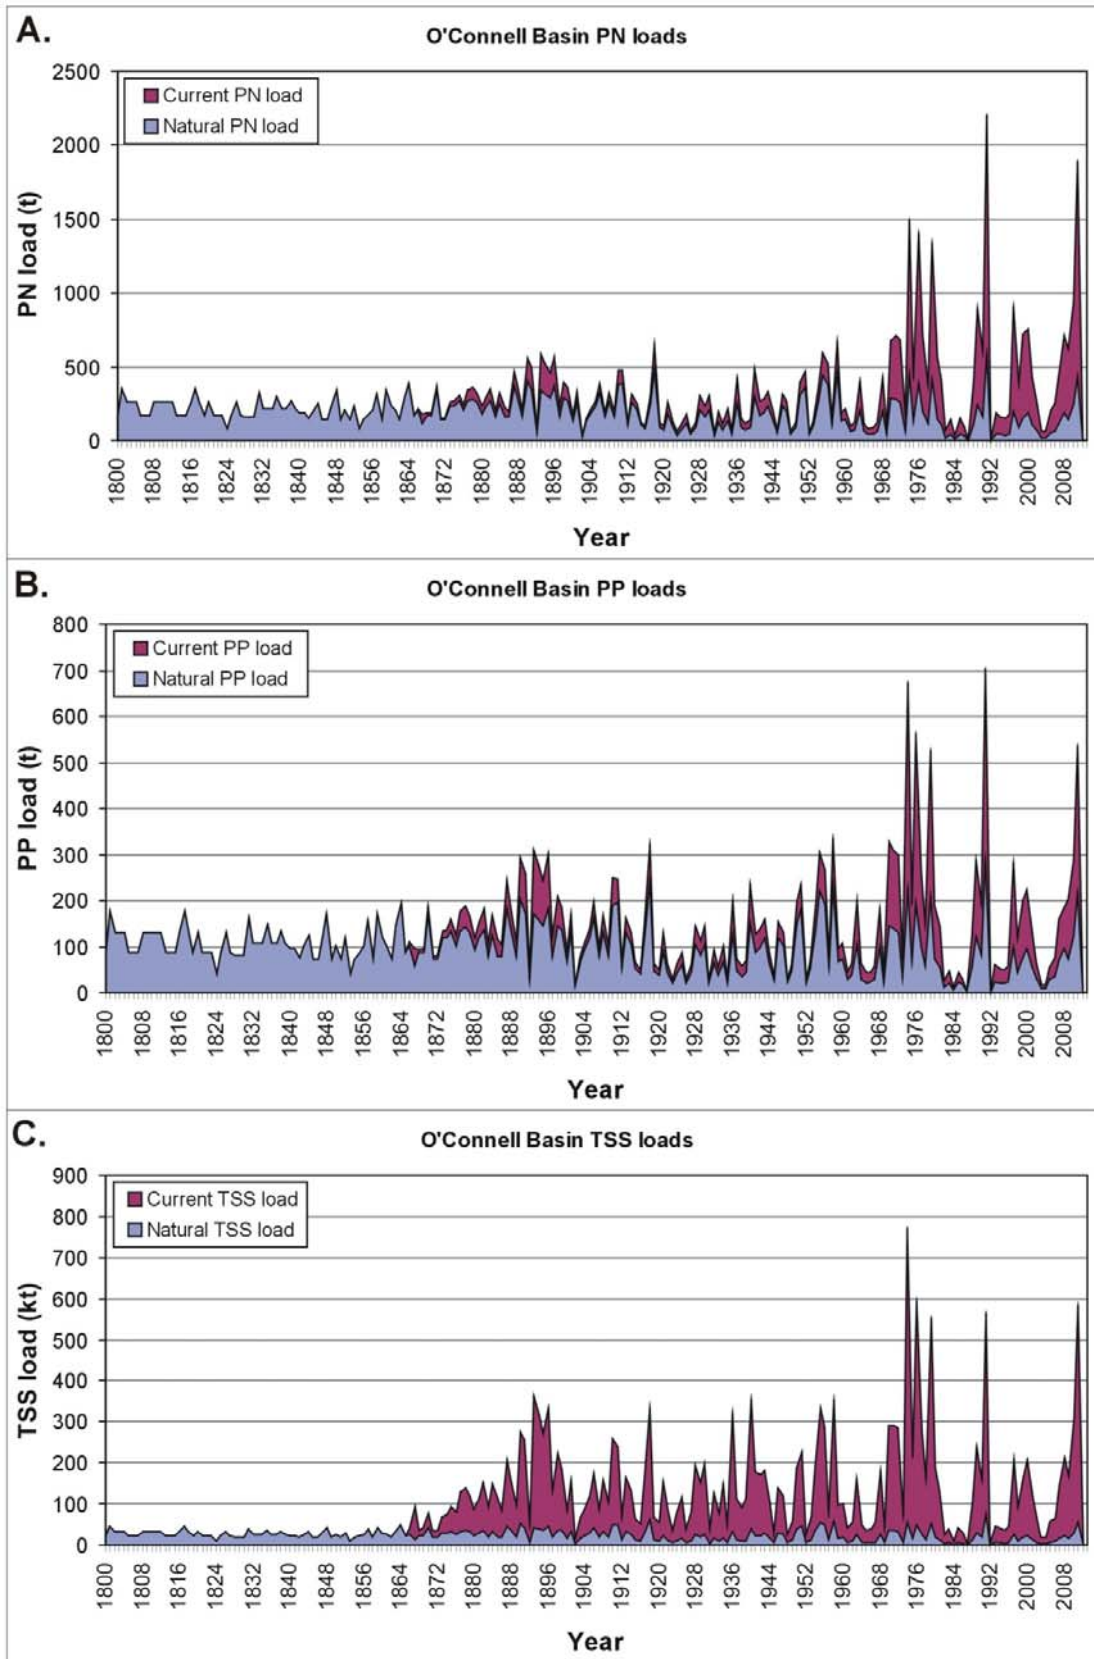 A.
O'Connell Basin PN loads
2500
2000
1500
1000
500
0
PN load (t)
Current PN load
Natural PN load
1800 1808 1816 1824 1832 1840 1848 1856 1864 1872 1880 1888 1896 1904 1912 1920 1928 1936 1944 1952 1960 1968 1976 1984 1992 2000 2008
Year
B.
O'Connell Basin PP loads
800
700
600
500
400
300
200
100
0
PP load (t)
Current PP load
Natural PP load
1800 1808 1816 1824 1832 1840 1848 1856 1864 1872 1880 1888 1896 1904 1912 1920 1928 1936 1944 1952 1960 1968 1976 1984 1992 2000 2008
Year
C.
O'Connell Basin TSS loads
900
800
700
600
500
400
300
200
100
0
TSS load (kt)
Current TSS load
Natural TSS load
1800 1808 1816 1824 1832 1840 1848 1856 1864 1872 1880 1888 1896 1904 1912 1920 1928 1936 1944 1952 1960 1968 1976 1984 1992 2000 2008
Year